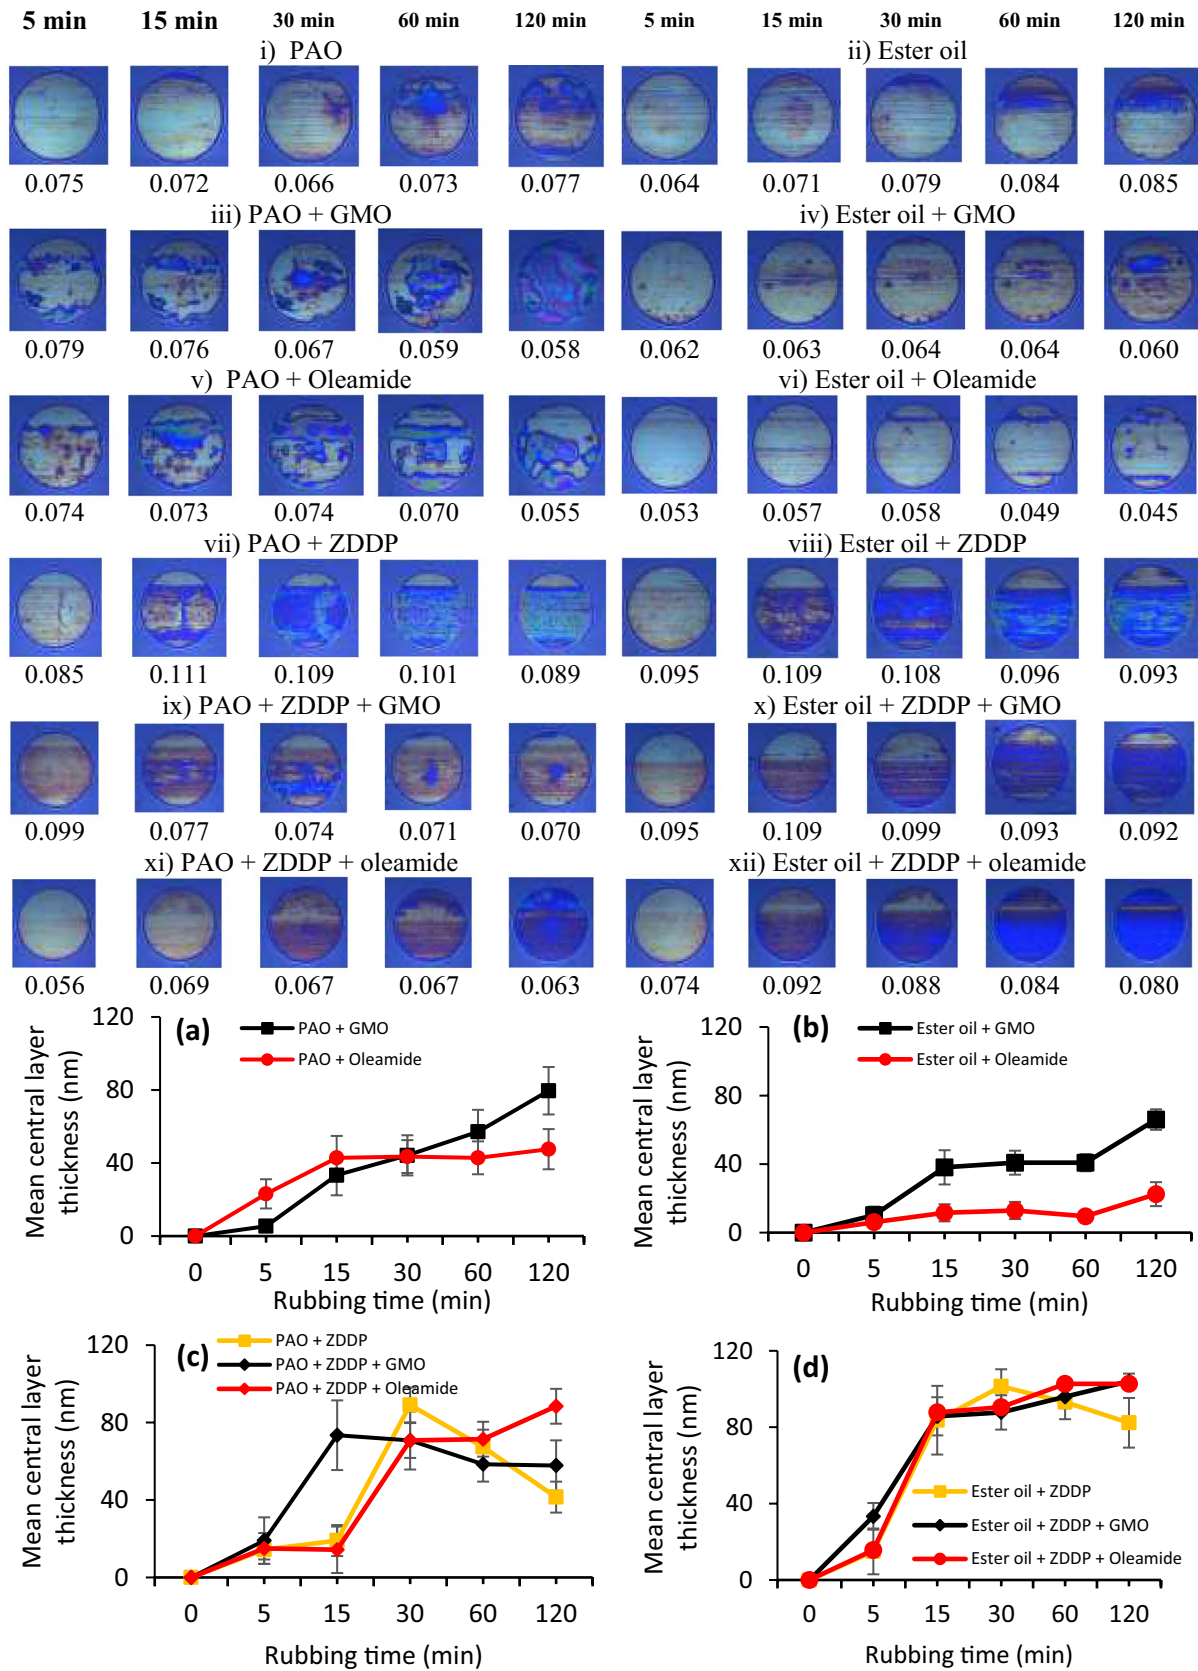 5 min 15 min 30 min 60 min 120 min 5 min 15 min 30 min 60 min 120 min
i) PAO ii) Ester oil
0.075 0.072 0.066 0.073 0.077 0.064 0.071 0.079 0.084 0.085
iii) PAO + GMO iv) Ester oil + GMO
0.079 0.076 0.067 0.059 0.058 0.062 0.063 0.064 0.064 0.060
v) PAO + Oleamide vi) Ester oil + Oleamide
0.074 0.073 0.074 0.070 0.055 0.053 0.057 0.058 0.049 0.045
vii) PAO + ZDDP viii) Ester oil + ZDDP
0.085 0.111 0.109 0.101 0.089 0.095 0.109 0.108 0.096 0.093
ix) PAO + ZDDP + GMO x) Ester oil + ZDDP + GMO
0.099 0.077 0.074 0.071 0.070 0.095 0.109 0.099 0.093 0.092
xi) PAO + ZDDP + oleamide xii) Ester oil + ZDDP + oleamide
0.056 0.069 0.067 0.067 0.063 0.074 0.092 0.088 0.084 0.080
(a)
PAO + GMO
PAO + Oleamide
Mean central layer
thickness (nm)
120
80
40
0
0 5 15 30 60 120
Rubbing time (min)
(b)
Ester oil + GMO
Ester oil + Oleamide
Mean central layer
thickness (nm)
120
80
40
0
0 5 15 30 60 120
Rubbing time (min)
(c)
PAO + ZDDP
PAO + ZDDP + GMO
PAO + ZDDP + Oleamide
Mean central layer
thickness (nm)
120
80
40
0
0 5 15 30 60 120
Rubbing time (min)
(d)
Ester oil + ZDDP
Ester oil + ZDDP + GMO
Ester oil + ZDDP + Oleamide
Mean central layer
thickness (nm)
120
80
40
0
0 5 15 30 60 120
Rubbing time (min)